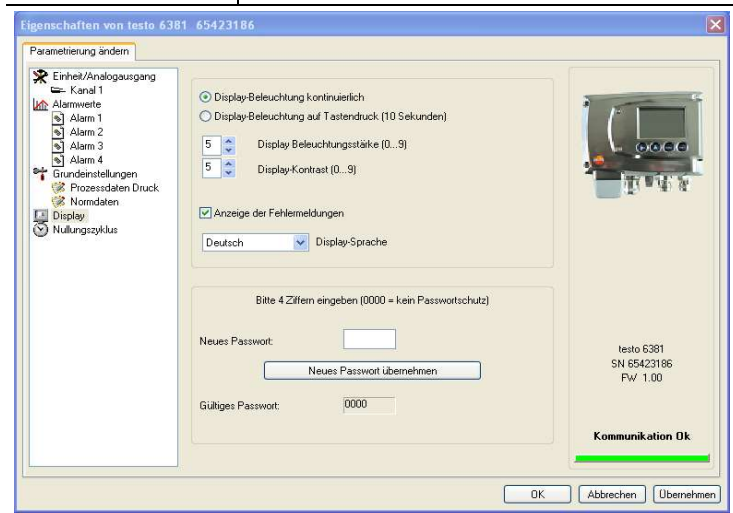 Eigenschaften von testo 6381 65423186
Parametrierung ändern
Einheit/Analogausgang
Kanal 1
Alarmwerte
Alarm 1
Alarm 2
Alarm 3
Alarm 4
Grundeinstellungen
Prozessdaten Druck
Normdaten
Display
Nullungszyklus
Display-Beleuchtung kontinuierlich
Display-Beleuchtung auf Tastendruck (10 Sekunden)
5 Display Beleuchtungsstärke (0...9)
5 Display-Kontrast (0...9)
Anzeige der Fehlermeldungen
Deutsch Display-Sprache
Bitte 4 Ziffern eingeben (0000 = kein Passwortschutz)
Neues Passwort:
Neues Passwort übernehmen
Gültiges Passwort: 0000
testo 6381
SN 65423186
FW 1.00
Kommunikation Ok
OK Abbrechen Übernehmen